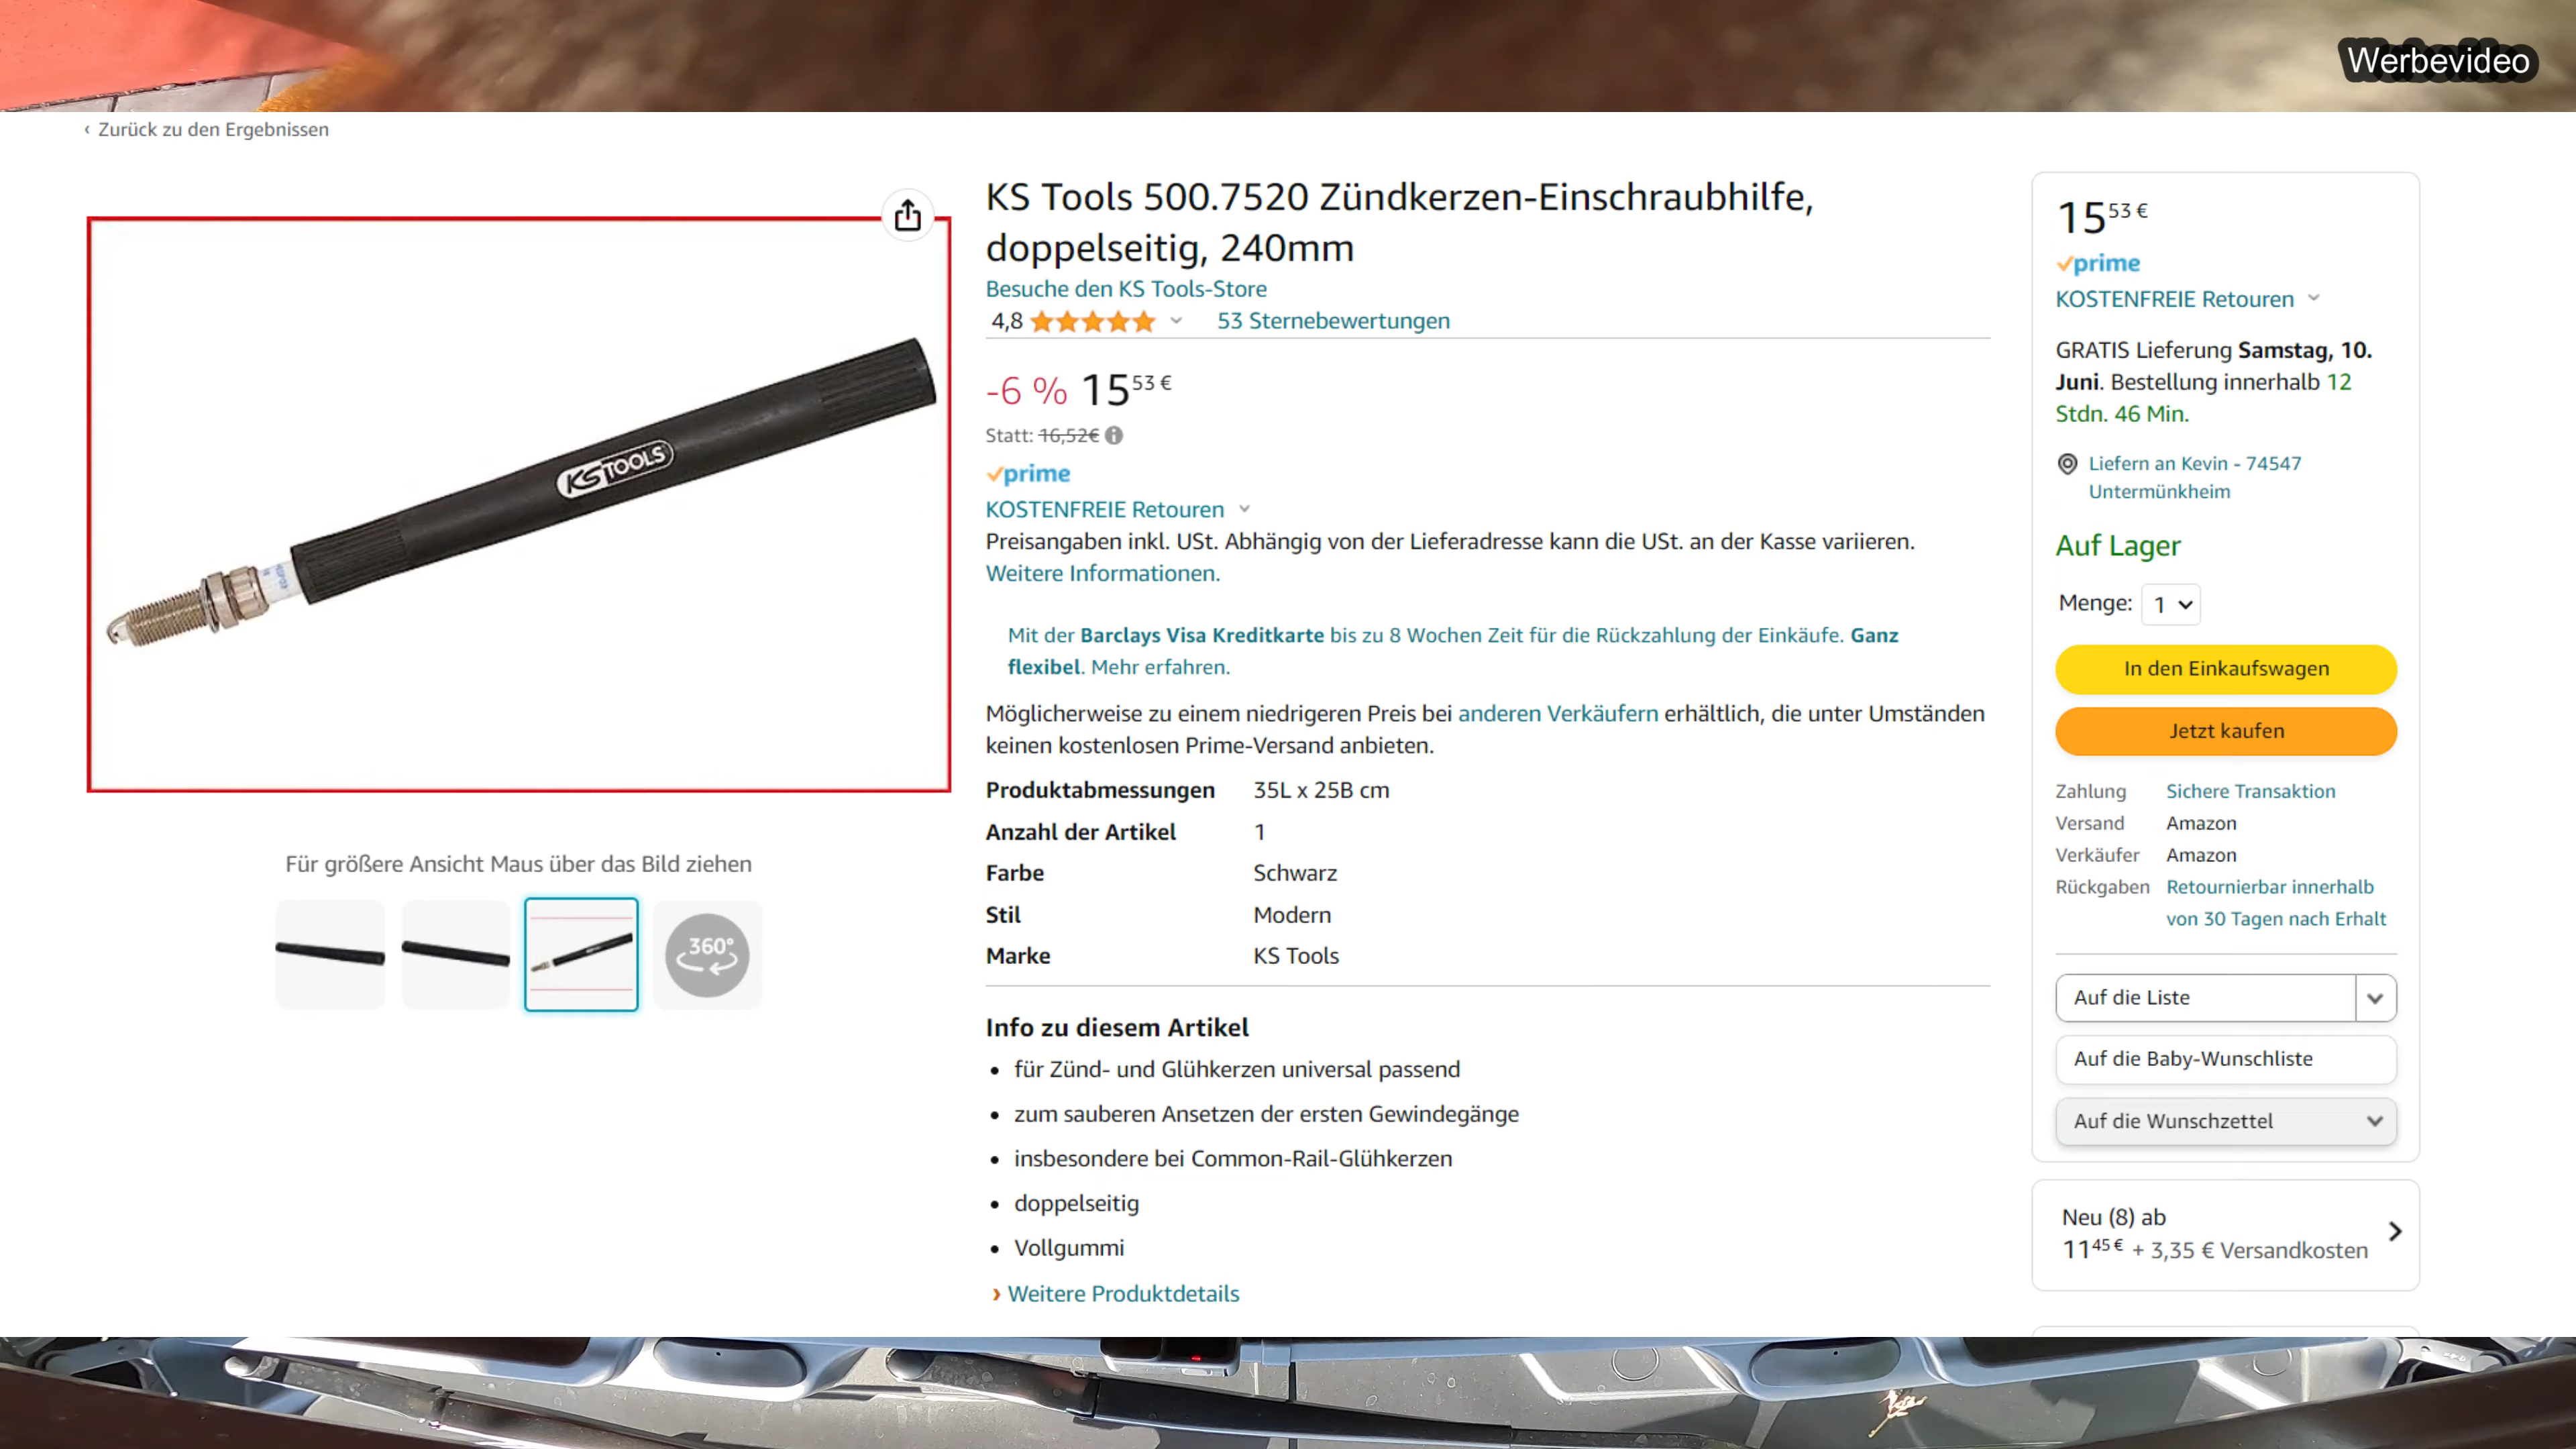 Werbevideo
‹ Zurück zu den Ergebnissen
KS TOOLS
Für größere Ansicht Maus über das Bild ziehen
360°
KS Tools 500.7520 Zündkerzen-Einschraubhilfe,
doppelseitig, 240mm
Besuche den KS Tools-Store
4,8 53 Sternebewertungen
-6 % 15 53 €
Statt: 16,52€
prime
KOSTENFREIE Retouren
Preisangaben inkl. USt. Abhängig von der Lieferadresse kann die USt. an der Kasse variieren.
Weitere Informationen.
Mit der Barclays Visa Kreditkarte bis zu 8 Wochen Zeit für die Rückzahlung der Einkäufe. Ganz
flexibel. Mehr erfahren.
Möglicherweise zu einem niedrigeren Preis bei anderen Verkäufern erhältlich, die unter Umständen
keinen kostenlosen Prime-Versand anbieten.
Produktabmessungen 35L x 25B cm
Anzahl der Artikel 1
Farbe Schwarz
Stil Modern
Marke KS Tools
Info zu diesem Artikel
• für Zünd- und Glühkerzen universal passend
• zum sauberen Ansetzen der ersten Gewindegänge
• insbesondere bei Common-Rail-Glühkerzen
• doppelseitig
• Vollgummi
› Weitere Produktdetails
15 53 €
prime
KOSTENFREIE Retouren
GRATIS Lieferung Samstag, 10.
Juni. Bestellung innerhalb 12
Stdn. 46 Min.
Liefern an Kevin - 74547
Untermünkheim
Auf Lager
Menge: 1
In den Einkaufswagen
Jetzt kaufen
Zahlung Sichere Transaktion
Versand Amazon
Verkäufer Amazon
Rückgaben Retournierbar innerhalb
von 30 Tagen nach Erhalt
Auf die Liste
Auf die Baby-Wunschliste
Auf die Wunschzettel
Neu (8) ab
11 45 € + 3,35 € Versandkosten